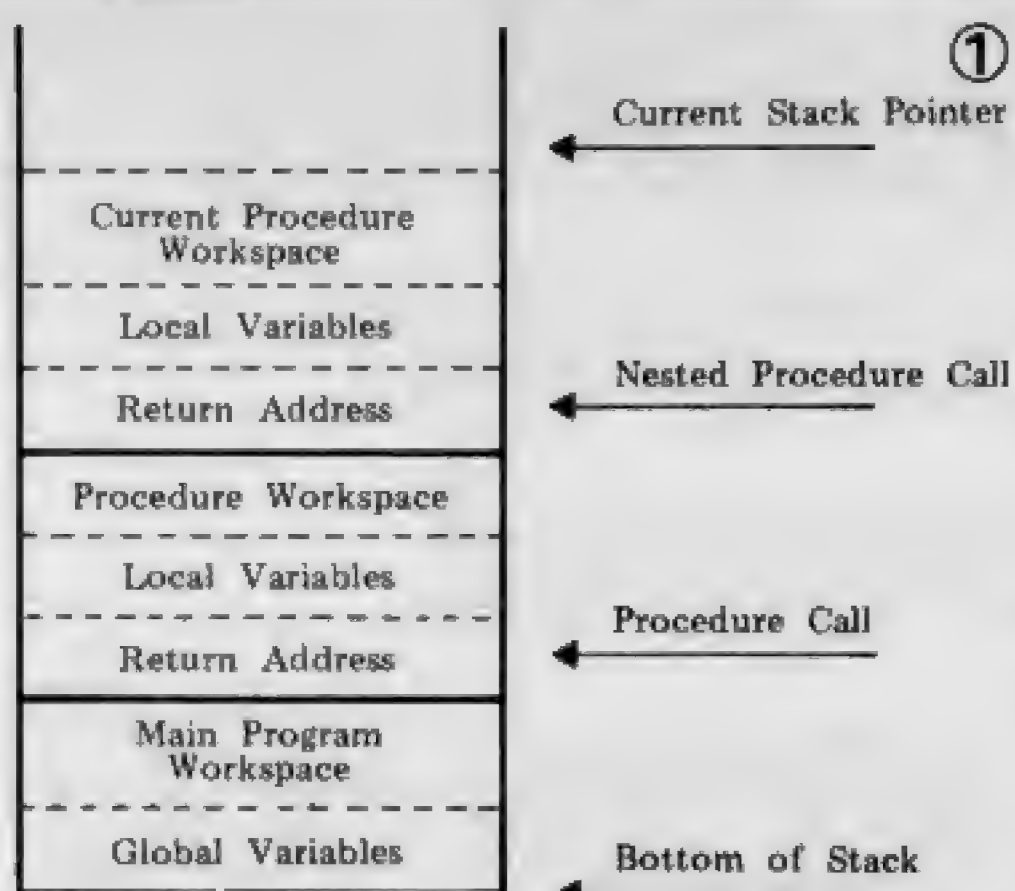 ①
Current Stack Pointer
Current Procedure
Workspace
Local Variables
Nested Procedure Call
Return Address
Procedure Workspace
Local Variables
Procedure Call
Return Address
Main Program
Workspace
Global Variables
Bottom of Stack